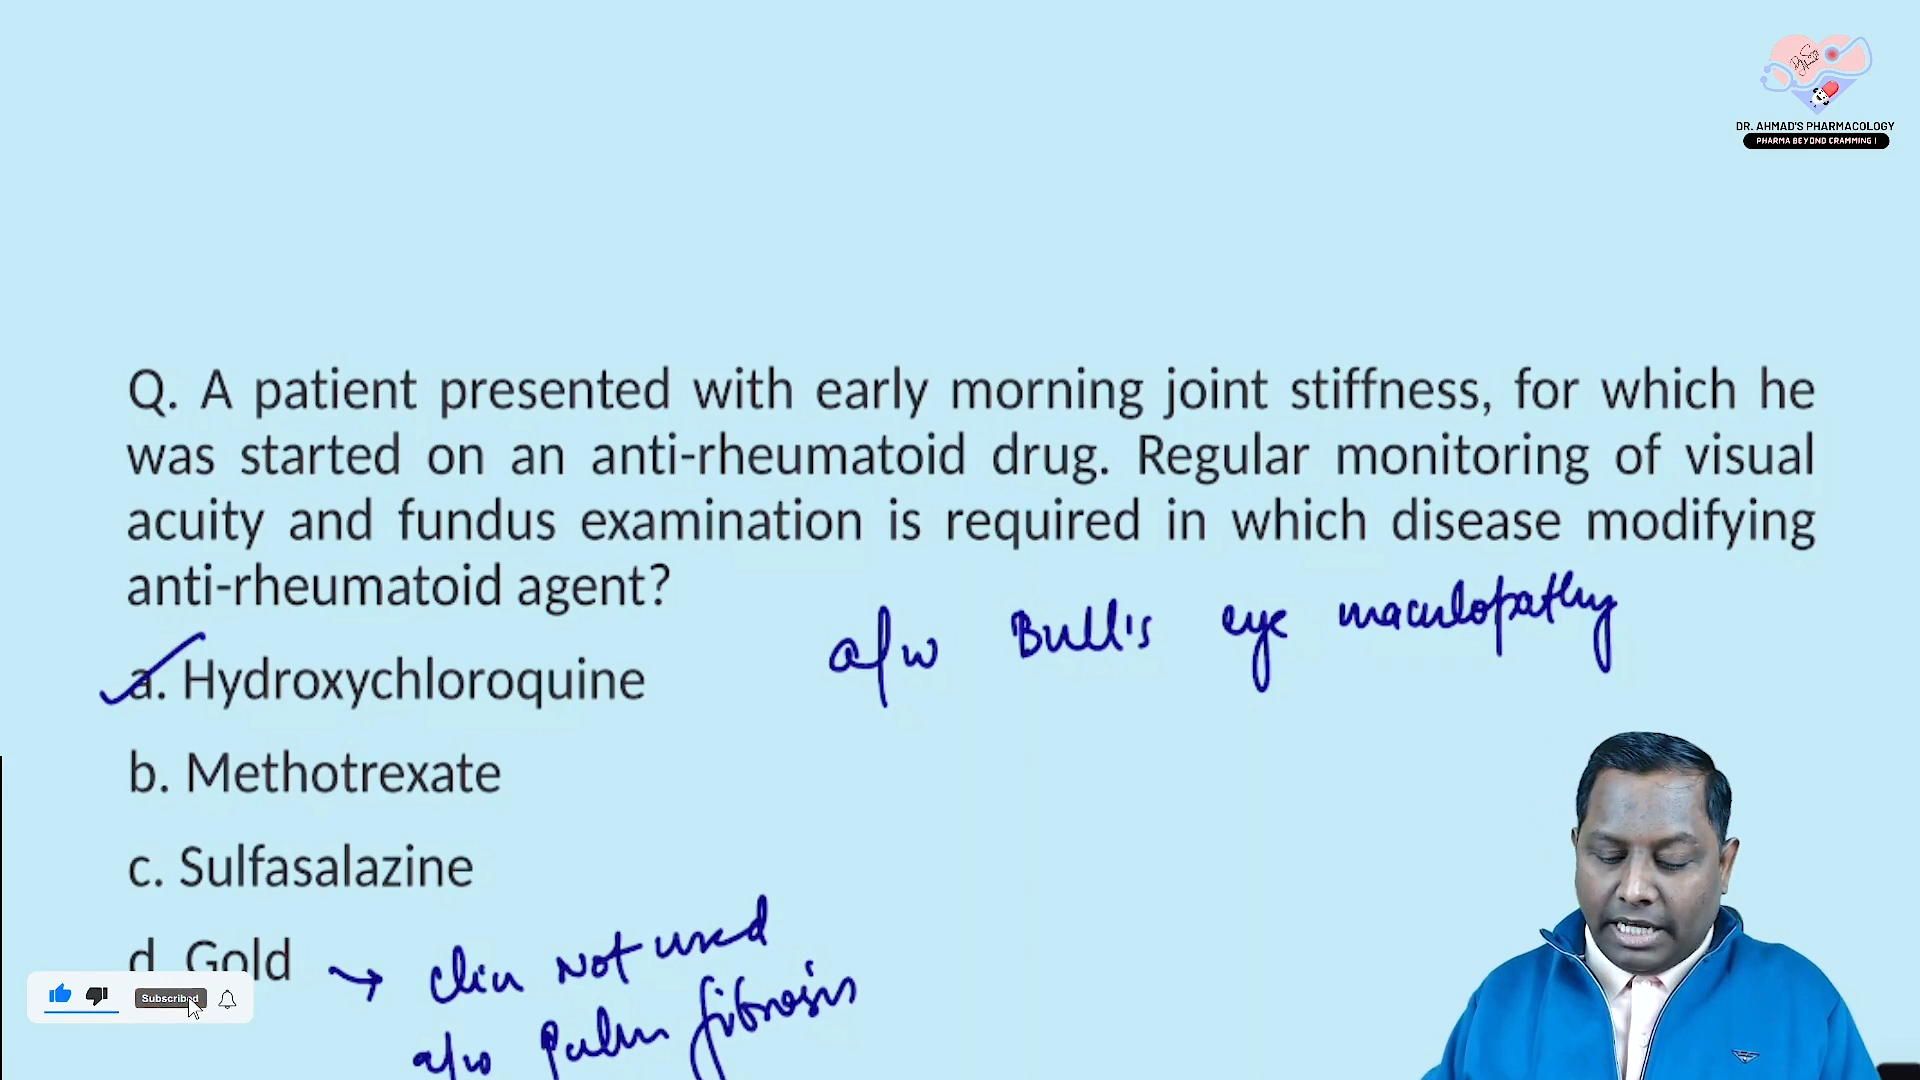 DR. AHMAD'S PHARMACOLOGY
PHARMA BEYOND CRAMMING !
Q. A patient presented with early morning joint stiffness, for which he
was started on an anti-rheumatoid drug. Regular monitoring of visual
acuity and fundus examination is required in which disease modifying
anti-rheumatoid agent?
a/w Bull's eye maculopathy
a. Hydroxychloroquine
b. Methotrexate
c. Sulfasalazine
d. Gold → clin not used
a/w pulm fibrosis
Subscribed